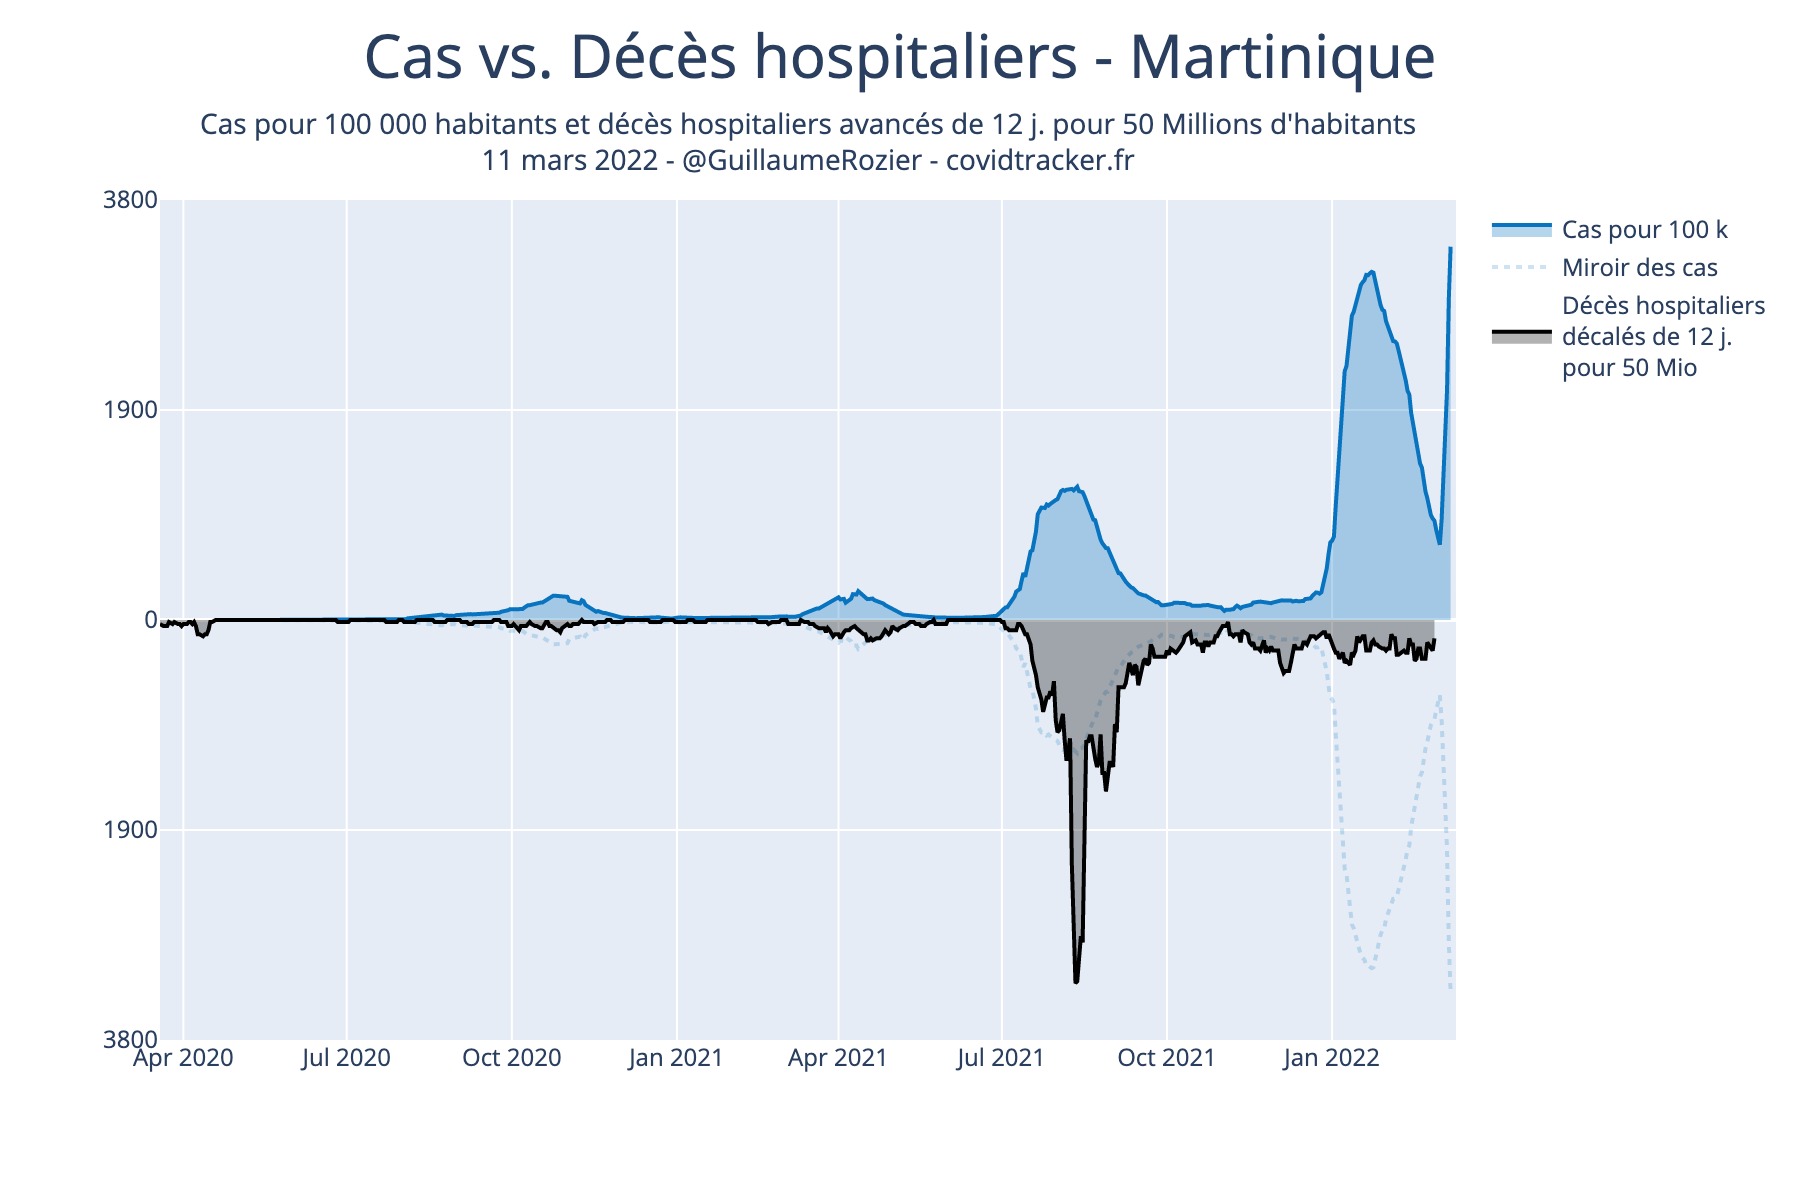 Cas vs. Décès hospitaliers - Martinique
Cas pour 100 000 habitants et décès hospitaliers avancés de 12 j. pour 50 Millions d'habitants
11 mars 2022 - @GuillaumeRozier - covidtracker.fr
3800
1900
0
1900
3800
Apr 2020
Jul 2020
Oct 2020
Jan 2021
Apr 2021
Jul 2021
Oct 2021
Jan 2022
Cas pour 100 k
Miroir des cas
Décès hospitaliers
décalés de 12 j.
pour 50 Mio